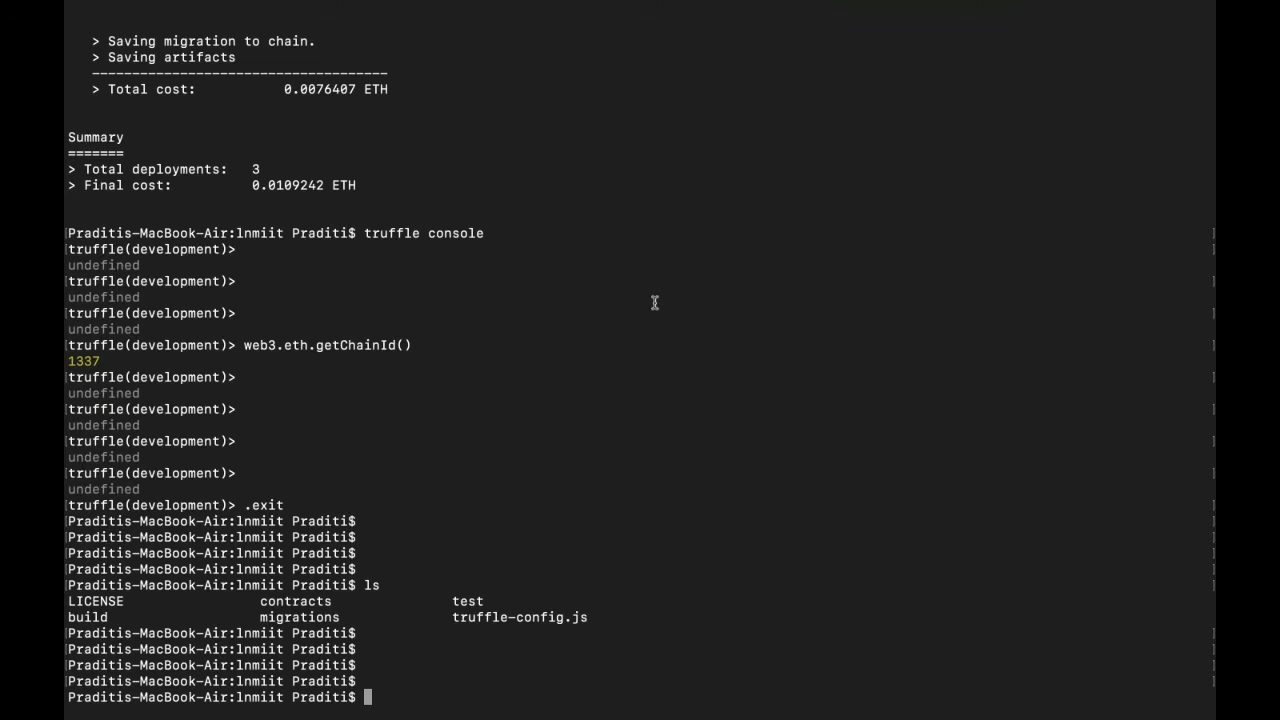 > Saving migration to chain.
> Saving artifacts
-------------------------------------
> Total cost: 0.0076407 ETH
Summary
=======
> Total deployments: 3
> Final cost: 0.0109242 ETH
Praditis-MacBook-Air:lnmiit Praditi$ truffle console
truffle(development)>
undefined
truffle(development)>
undefined
truffle(development)>
undefined
truffle(development)> web3.eth.getChainId()
1337
truffle(development)>
undefined
truffle(development)>
undefined
truffle(development)>
undefined
truffle(development)>
undefined
truffle(development)> .exit
Praditis-MacBook-Air:lnmiit Praditi$
Praditis-MacBook-Air:lnmiit Praditi$
Praditis-MacBook-Air:lnmiit Praditi$
Praditis-MacBook-Air:lnmiit Praditi$
Praditis-MacBook-Air:lnmiit Praditi$ ls
LICENSE contracts test
build migrations truffle-config.js
Praditis-MacBook-Air:lnmiit Praditi$
Praditis-MacBook-Air:lnmiit Praditi$
Praditis-MacBook-Air:lnmiit Praditi$
Praditis-MacBook-Air:lnmiit Praditi$
Praditis-MacBook-Air:lnmiit Praditi$